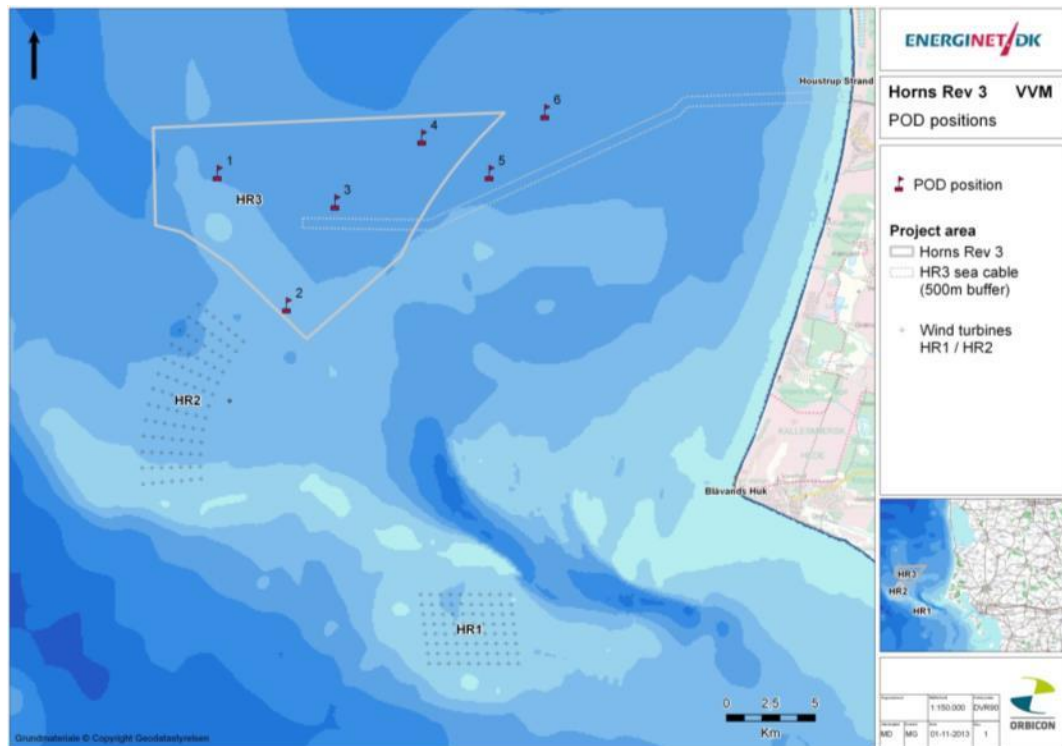 Houstrup Strand
6
4
1
5
3
HR3
2
HR2
Blåvands Huk
HR1
0 2.5 5
Km
Grundmateriale © Copyright Geodatastyrelsen
ENERGINET/DK
Horns Rev 3 VVM
POD positions
POD position
Project area
Horns Rev 3
HR3 sea cable
(500m buffer)
Wind turbines
HR1 / HR2
HR3
HR2
HR1
1:150.000 DVR90
MD MG 01-11-2013 1
ORBICON